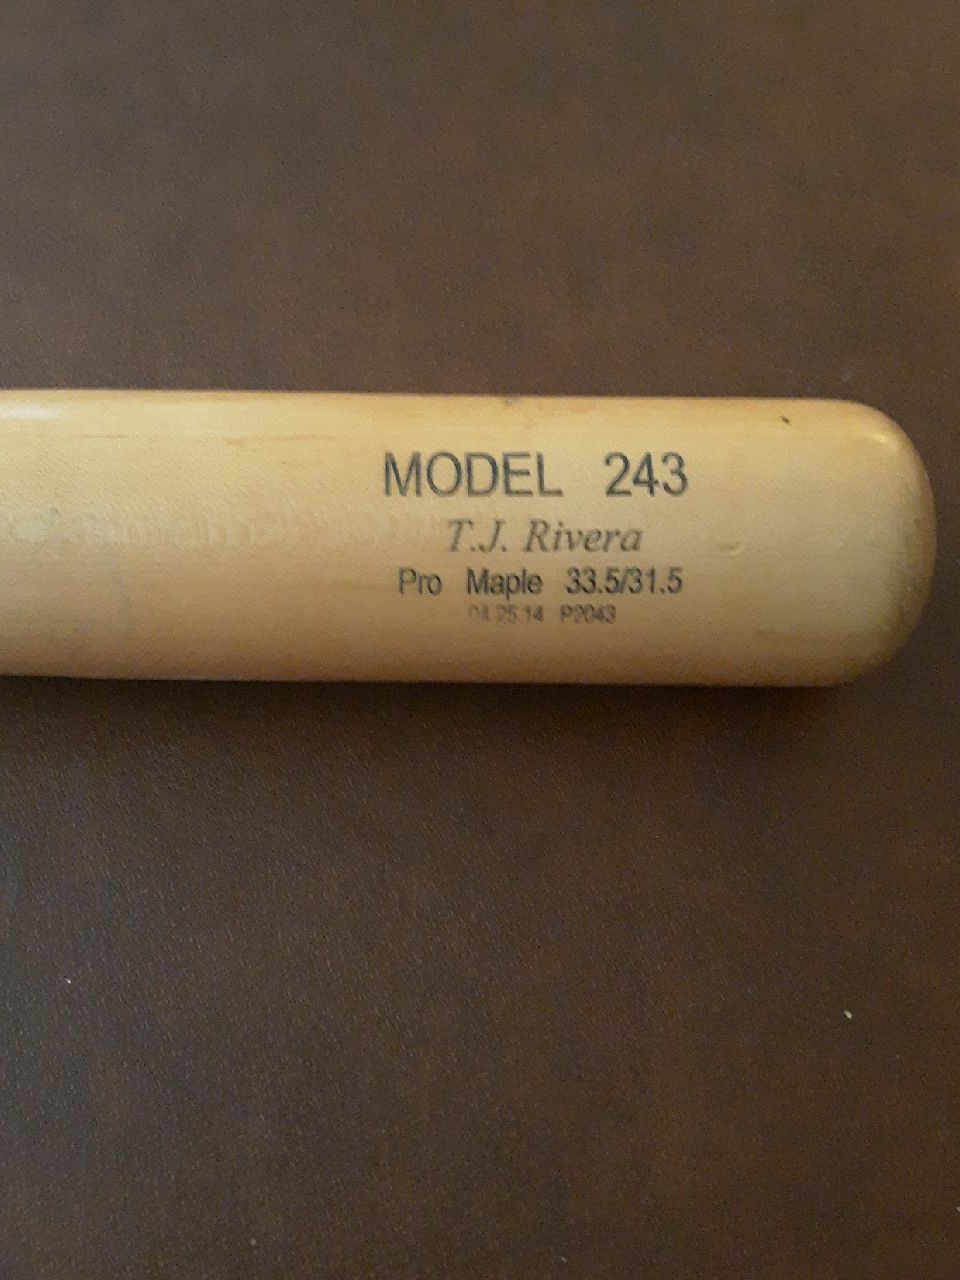 MODEL 243
T.J. Rivera
Pro Maple 33.5/31.5
04.25.14 P2043